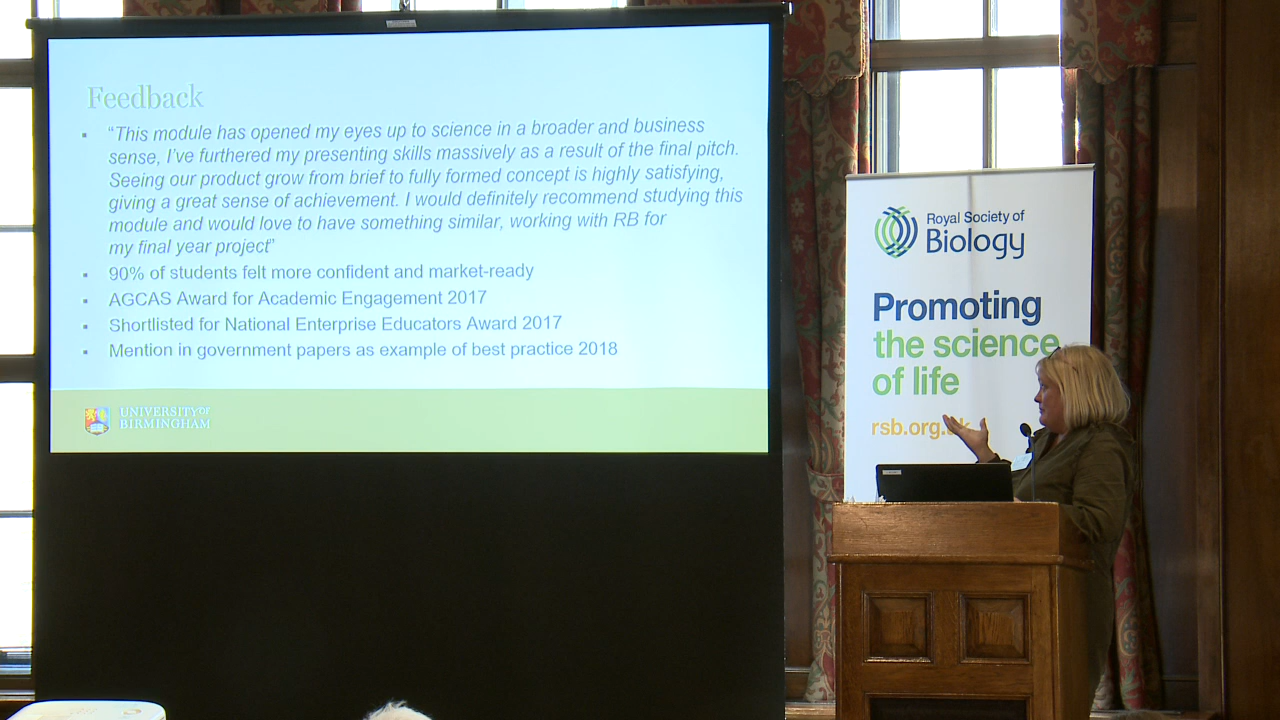 Feedback
▪ “This module has opened my eyes up to science in a broader and business
sense, I’ve furthered my presenting skills massively as a result of the final pitch.
Seeing our product grow from brief to fully formed concept is highly satisfying,
giving a great sense of achievement. I would definitely recommend studying this
module and would love to have something similar, working with RB for
my final year project”
▪ 90% of students felt more confident and market-ready
▪ AGCAS Award for Academic Engagement 2017
▪ Shortlisted for National Enterprise Educators Award 2017
▪ Mention in government papers as example of best practice 2018
UNIVERSITYOF
BIRMINGHAM
Royal Society of
Biology
Promoting
the science
of life
rsb.org.uk